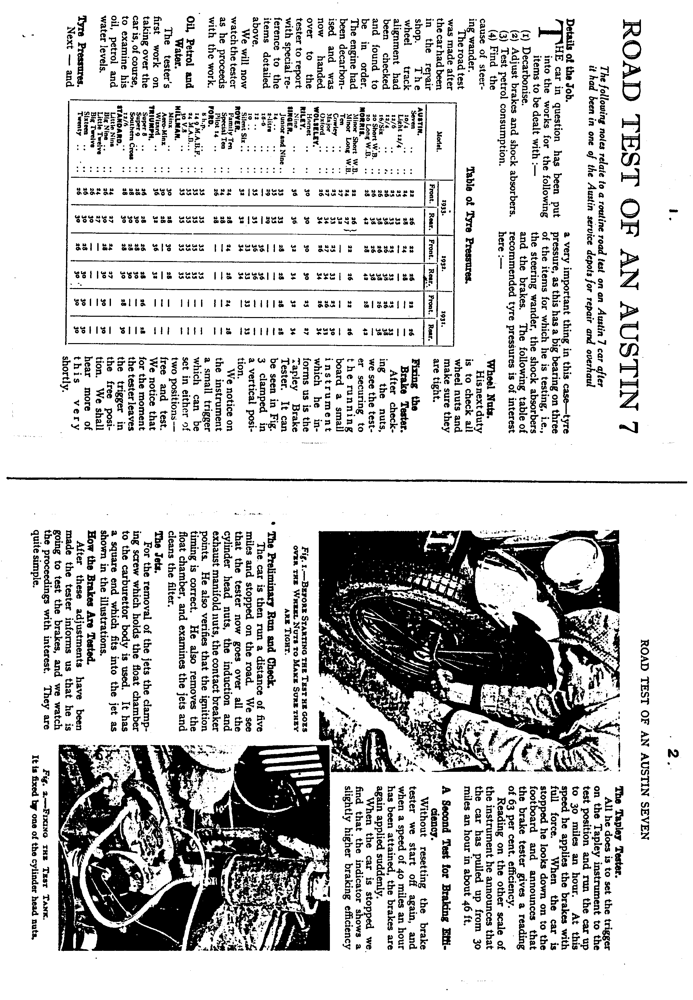 1.
ROAD TEST OF AN AUSTIN 7
The following notes relate to a routine road test on an Austin 7 car after
it had been in one of the Austin service depots for repair and overhaul
Details of the Job.
THE car in question has been put
into the works for the following
items to be dealt with :—
(1) Decarbonise.
(2) Adjust brakes and shock absorbers.
(3) Test petrol consumption.
(4) Find the
cause of steer-
ing wander.
The road test
was made after
the car had been
in the repair
shop. The
wheel track
alignment had
been checked
and found to
be in order.
The engine had
been decarbon-
ised and was
now handed
over to the
tester to report
with special re-
ference to the
items detailed
above.
We will now
watch the tester
as he proceeds
with the work.
Oil, Petrol and
Water.
The tester's
first work on
taking over the
car is, of course,
to examine his
oil, petrol and
water levels.
Tyre Pressures.
Next — and
a very important thing in this case—tyre
pressure, as this has a big bearing on three
of the items for which he is testing, i.e.,
the steering wander, the shock absorbers
and the brakes. The following table of
recommended tyre pressures is of interest
here :—
Table of Tyre Pressures.
Model. 1933. 1932. 1931.
Front. Rear. Front. Rear. Front. Rear.
AUSTIN.
Seven .. .. 22 26 22 26 22 26
10/4 .. .. 24 28 24 28 — —
Light 12/4 .. 25 33 — — — —
12/6 .. .. 25 33 25 33 25 33
12/4 .. .. 26 38 26 38 26 38
16/Six .. .. 26 38 26 38 26 38
20 Short W.B. .. 26 38 26 38 — —
20 Long W.B. .. 28 42 28 42 28 42
MORRIS.
Minor Short W.B. 22 26 } 22 26 22 26
Minor Long W.B. 24 27
Ten .. .. 27 32 — — — —
Cowley .. .. 25 33 25 33 25 30
Major .. .. 27 34 27 34 26 33
Oxford .. .. 26 34 26 34 26 34
WOLSELEY.
Hornet .. .. 30 30 30 30 25 27
RILEY.
Nine .. .. 36 36 32 34 32 34
SINGER.
Junior and Nine .. 33 33 28 28 28 28
14 .. .. .. 35 35 — — — —
2-litre .. .. 29 29 — — — —
18-6 .. .. — — 36 36 — —
12 .. .. .. 35 35 36 36 — —
10 .. .. .. — — 33 33 33 33
Silent Six .. .. 32 32 34 34 — —
ROVER.
Family Ten .. 24 28 24 28 24 28
Special Ten .. 24 28 — — — —
Pilot 14 .. .. 26 28 — — — —
FORD.
8 h.p. .. .. 35 35 35 35 — —
14.9 M.A.B.F. .. 35 35 35 35 — —
24 M.A.B... .. 35 35 35 35 — —
30 V.8 .. .. 35 35 35 35 — —
HILLMAN.
Minx .. .. 30 28 30 28 — —
Aero-Minx .. 30 28 — — — —
Wizard .. .. 36 32 36 32 — —
TRIUMPH.
Super 8 .. .. 26 28 26 28 26 28
Super 9 .. .. 28 30 28 30 — —
Southern Cross .. 28 30 28 30 — —
12/6 .. .. 28 30 28 30 28 30
STANDARD.
Little Nine .. 24 27 24 27 — —
Big Nine .. .. 26 30 28 30 30 30
Little Twelve .. 24 27 — — — —
Big Twelve .. 26 30 — — — —
Sixteen .. .. 26 30 28 30 30 30
Twenty .. .. 26 30 26 30 30 30
Wheel Nuts.
His next duty
is to check all
wheel nuts and
make sure they
are tight.
Fixing the
Brake Tester.
After check-
ing the nuts,
we see the test-
er securing to
the running
board a small
instrument
which he in-
forms us is the
Tapley Brake
Tester. It can
be seen in Fig.
3 clamped in
a vertical posi-
tion.
We notice on
the instrument
a small trigger
which can be
set in either of
two positions—
free and test.
We notice that
for the moment
the tester leaves
the trigger in
the free posi-
tion. We shall
hear more of
this very
shortly.
2.
ROAD TEST OF AN AUSTIN SEVEN
Fig. 1.—BEFORE STARTING THE TEST HE GOES
OVER THE WHEEL NUTS TO MAKE SURE THEY
ARE TIGHT.
The Preliminary Run and Check.
The car is then run a distance of five
miles and stopped on the road. We see
that the tester now goes over all the
cylinder head nuts, the induction and
exhaust manifold nuts, the contact breaker
points. He also verifies that the ignition
timing is correct. He also removes the
float chamber, and examines the jets and
cleans the filter.
The Jets.
For the removal of the jets the clamp-
ing screw which holds the float chamber
to the carburettor body is used. It has
a square end which fits into the jet as
shown in the illustrations.
How the Brakes Are Tested.
After these adjustments have been
made the tester informs us that he is
going to test the brakes, and we watch
the proceedings with interest. They are
quite simple.
The Tapley Tester.
All he does is to set the trigger
on the Tapley instrument to the
test position and run the car up
to 30 miles an hour. At this
speed he applies the brakes with
full force. When the car is
stopped he looks down on to the
footboard and announces that
the brake tester gives a reading
of 63 per cent. efficiency.
Reading on the other scale of
the instrument he announces that
the car has pulled up from 30
miles an hour in about 46 ft.
A Second Test for Braking Effi-
ciency.
Without resetting the brake
tester we start off again, and
when a speed of 40 miles an hour
has been attained, the brakes are
again applied suddenly.
When the car is stopped we
find that the indicator shows a
slightly higher braking efficiency
Fig. 2.—FIXING THE TEST TANK.
It is fixed by one of the cylinder head nuts.